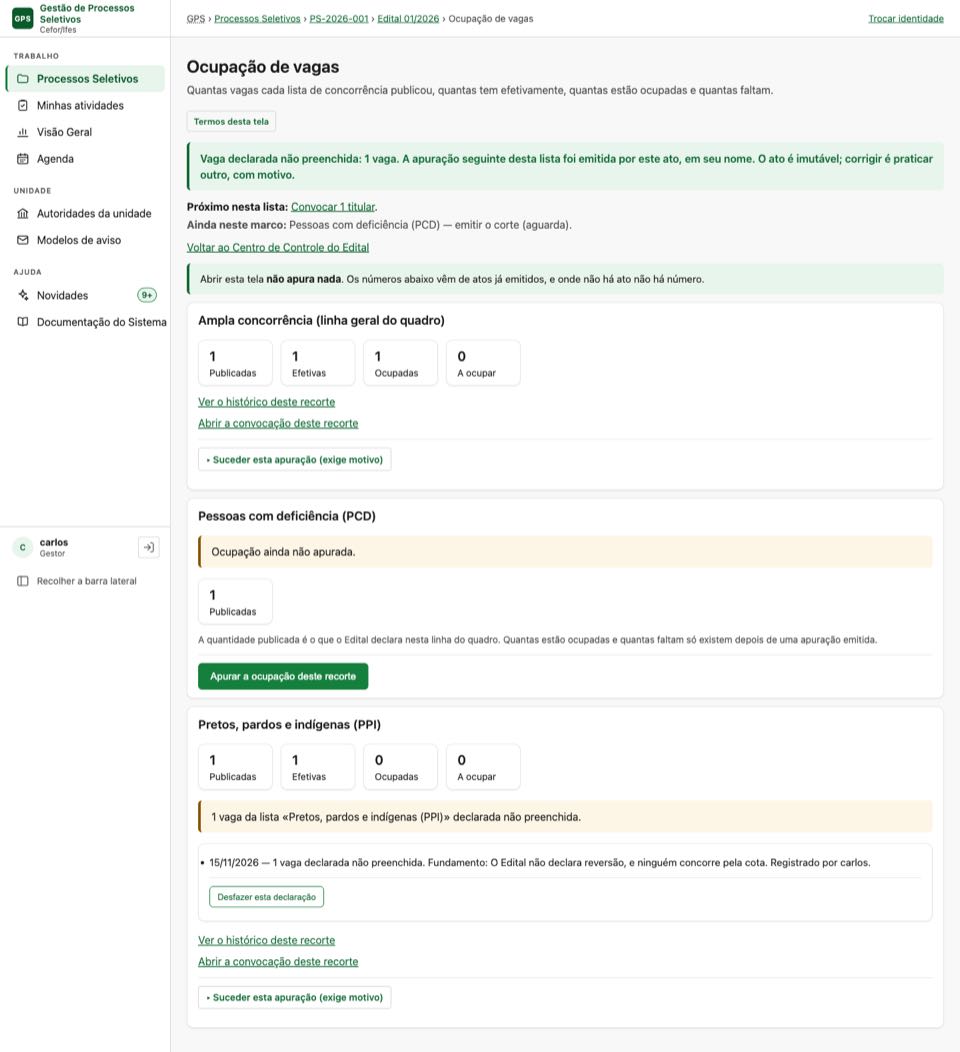 GPS
Gestão de Processos
Seletivos
Cefor/Ifes
TRABALHO
Processos Seletivos
Minhas atividades
Visão Geral
Agenda
UNIDADE
Autoridades da unidade
Modelos de aviso
AJUDA
Novidades 9+
Documentação do Sistema
C
carlos
Gestor
Recolher a barra lateral
GPS › Processos Seletivos › PS-2026-001 › Edital 01/2026 › Ocupação de vagas
Trocar identidade
Ocupação de vagas
Quantas vagas cada lista de concorrência publicou, quantas tem efetivamente, quantas estão ocupadas e quantas faltam.
Termos desta tela
Vaga declarada não preenchida: 1 vaga. A apuração seguinte desta lista foi emitida por este ato, em seu nome. O ato é imutável; corrigir é praticar
outro, com motivo.
Próximo nesta lista: Convocar 1 titular.
Ainda neste marco: Pessoas com deficiência (PCD) — emitir o corte (aguarda).
Voltar ao Centro de Controle do Edital
Abrir esta tela não apura nada. Os números abaixo vêm de atos já emitidos, e onde não há ato não há número.
Ampla concorrência (linha geral do quadro)
1 1 1 0
Publicadas Efetivas Ocupadas A ocupar
Ver o histórico deste recorte
Abrir a convocação deste recorte
Suceder esta apuração (exige motivo)
Pessoas com deficiência (PCD)
Ocupação ainda não apurada.
1
Publicadas
A quantidade publicada é o que o Edital declara nesta linha do quadro. Quantas estão ocupadas e quantas faltam só existem depois de uma apuração emitida.
Apurar a ocupação deste recorte
Pretos, pardos e indígenas (PPI)
1 1 0 0
Publicadas Efetivas Ocupadas A ocupar
1 vaga da lista «Pretos, pardos e indígenas (PPI)» declarada não preenchida.
• 15/11/2026 — 1 vaga declarada não preenchida. Fundamento: O Edital não declara reversão, e ninguém concorre pela cota. Registrado por carlos.
Desfazer esta declaração
Ver o histórico deste recorte
Abrir a convocação deste recorte
Suceder esta apuração (exige motivo)